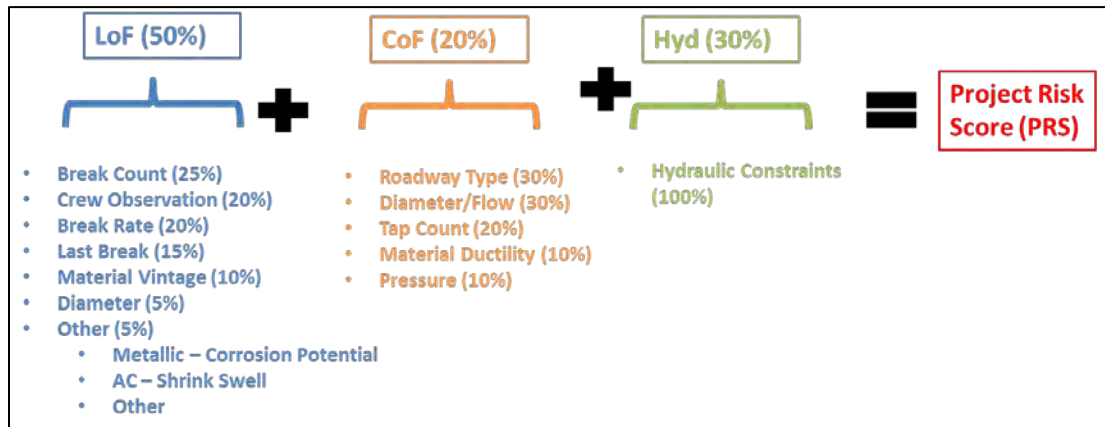 LoF (50%)
CoF (20%)
Hyd (30%)
Project Risk
Score (PRS)
• Break Count (25%)
• Crew Observation (20%)
• Break Rate (20%)
• Last Break (15%)
• Material Vintage (10%)
• Diameter (5%)
• Other (5%)
• Metallic – Corrosion Potential
• AC – Shrink Swell
• Other
• Roadway Type (30%)
• Diameter/Flow (30%)
• Tap Count (20%)
• Material Ductility (10%)
• Pressure (10%)
• Hydraulic Constraints
(100%)